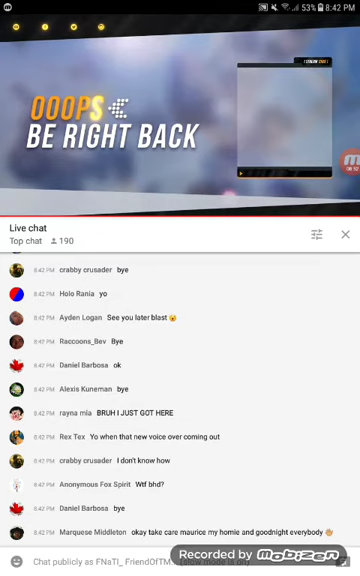 53% 8:42 PM
OOOPS
BE RIGHT BACK
Live chat
Top chat 190
8:42 PM crabby crusader bye
8:42 PM Holo Rania yo
8:42 PM Ayden Logan See you later blast 😮
8:42 PM Raccoons_Bev Bye
8:42 PM Daniel Barbosa ok
8:42 PM Alexis Kuneman bye
8:42 PM rayna mia BRUH I JUST GOT HERE
8:42 PM Rex Tex Yo when that new voice over coming out
8:42 PM crabby crusader I don't know how
8:42 PM Anonymous Fox Spirit Wtf bhd?
8:42 PM Daniel Barbosa bye
8:42 PM Marquese Middleton okay take care maurice my homie and goodnight everybody 👋🏽
Chat publicly as FNaTI_ FriendOfTM... (slow mode is on)
Recorded by mobizen